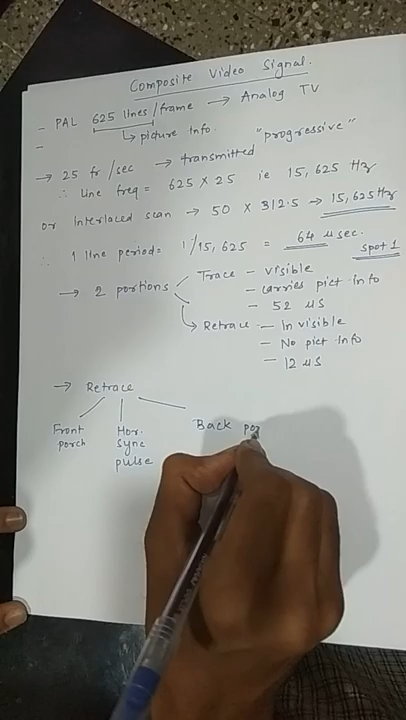 Composite Video Signal.
- PAL 625 lines/frame → Analog TV
-
↳ picture Info.
→ 25 fr/sec → transmitted "progressive"
∴ Line freq = 625 X 25 ie 15,625 Hz
or Interlaced scan → 50 X 312.5 → 15,625Hz
∴ 1 line period = 1/15,625 = 64 μsec.
spot 1
→ 2 portions Trace - visible
- carries pict info
- 52 μs
Retrace - Invisible
- No pict info
- 12 μs
→ Retrace
Front porch
Hor. Sync pulse
Back po